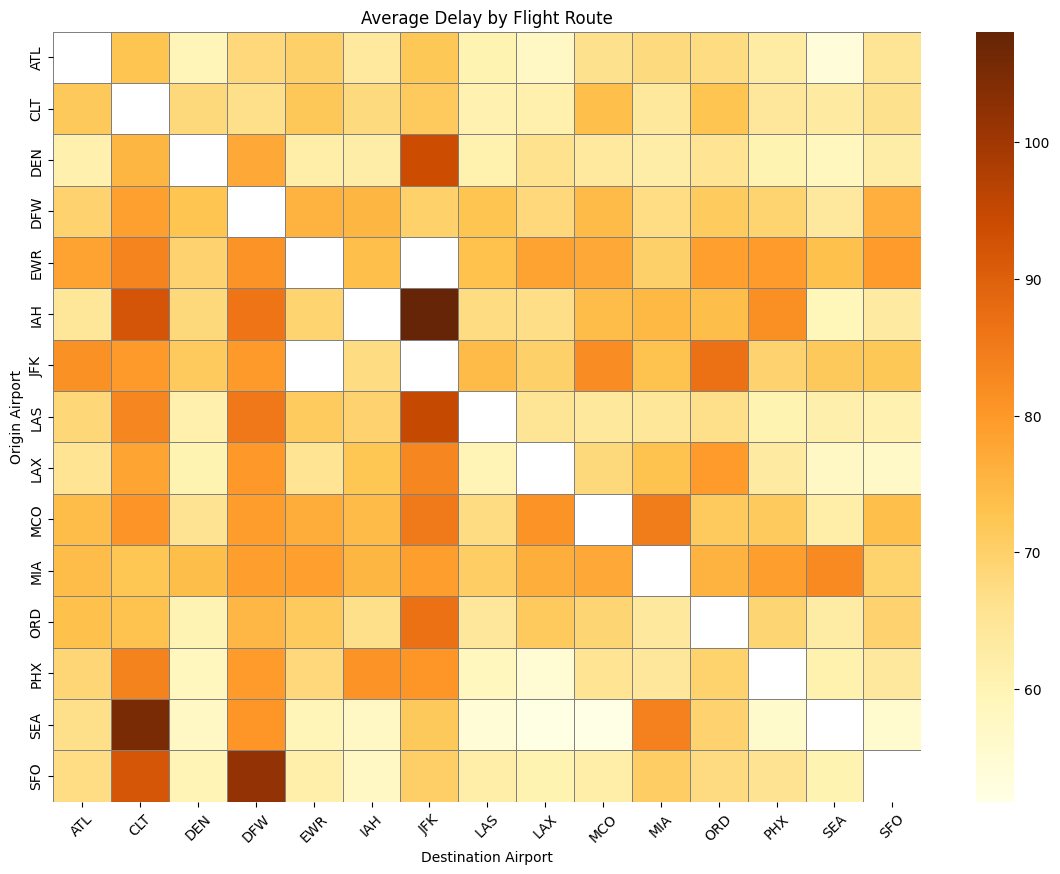 Average Delay by Flight Route
Origin Airport
ATL
CLT
DEN
DFW
EWR
IAH
JFK
LAS
LAX
MCO
MIA
ORD
PHX
SEA
SFO
ATL CLT DEN DFW EWR IAH JFK LAS LAX MCO MIA ORD PHX SEA SFO
Destination Airport
100
90
80
70
60